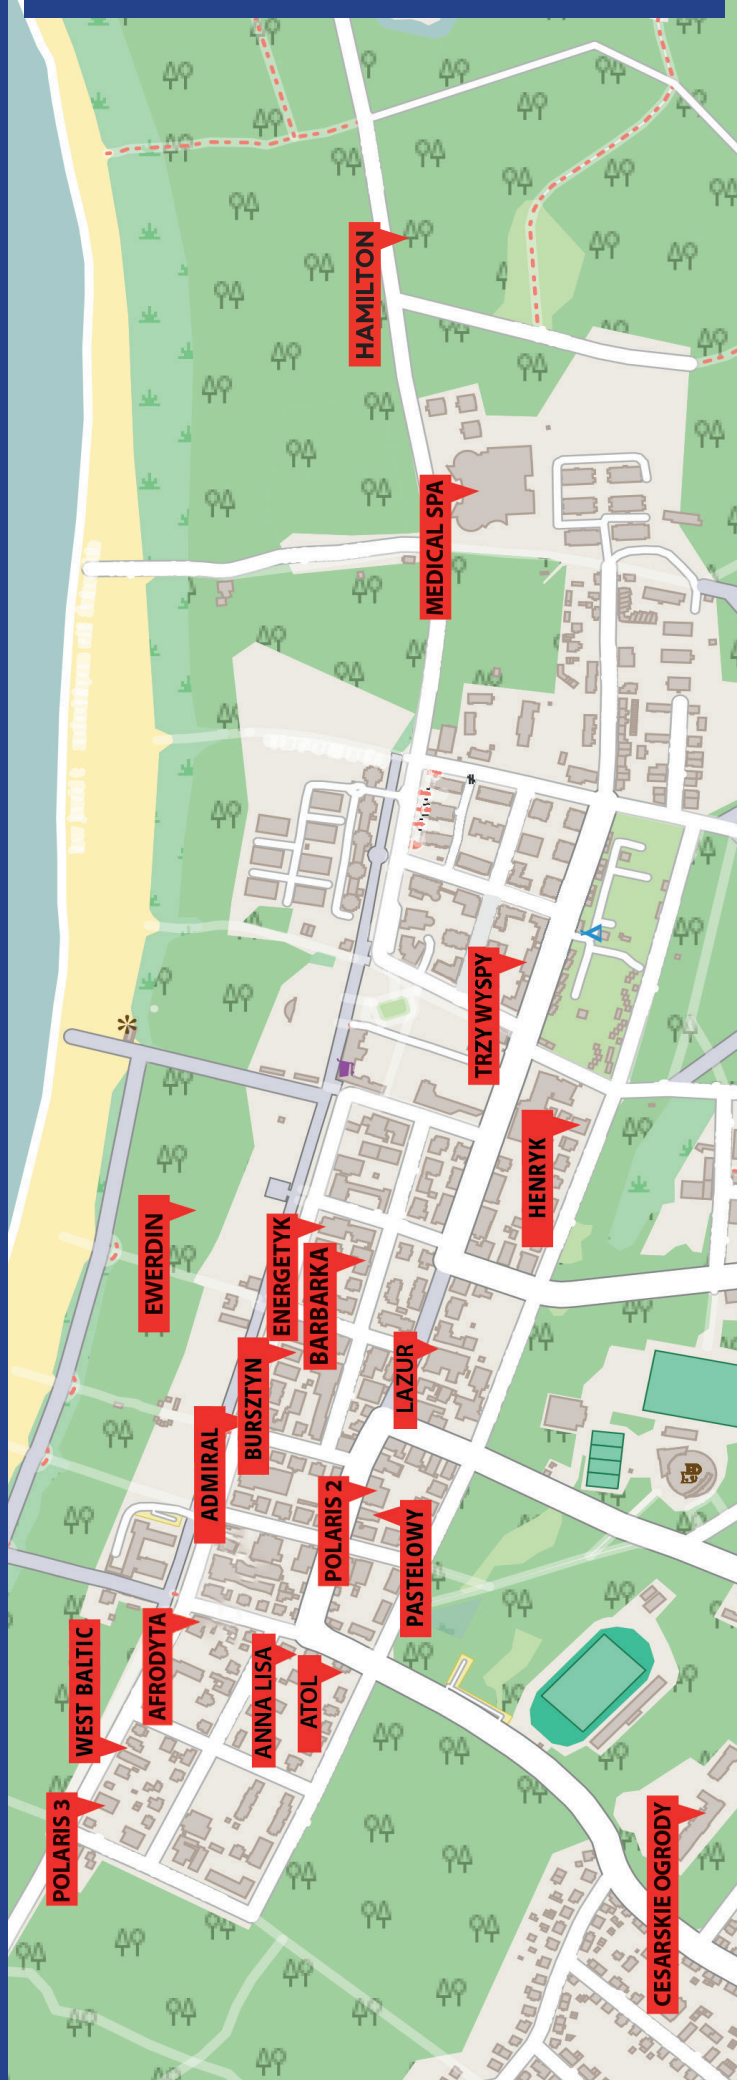 HAMILTON
MEDICAL SPA
TRZY WYSPY
HENRYK
EWERDIN
ENERGETYK
BARBARKA
BURSZTYN
LAZUR
ADMIRAL
POLARIS 2
PASTELOWY
AFRODYTA
WEST BALTIC
ANNA LISA
ATOL
POLARIS 3
CESARSKIE OGRODY